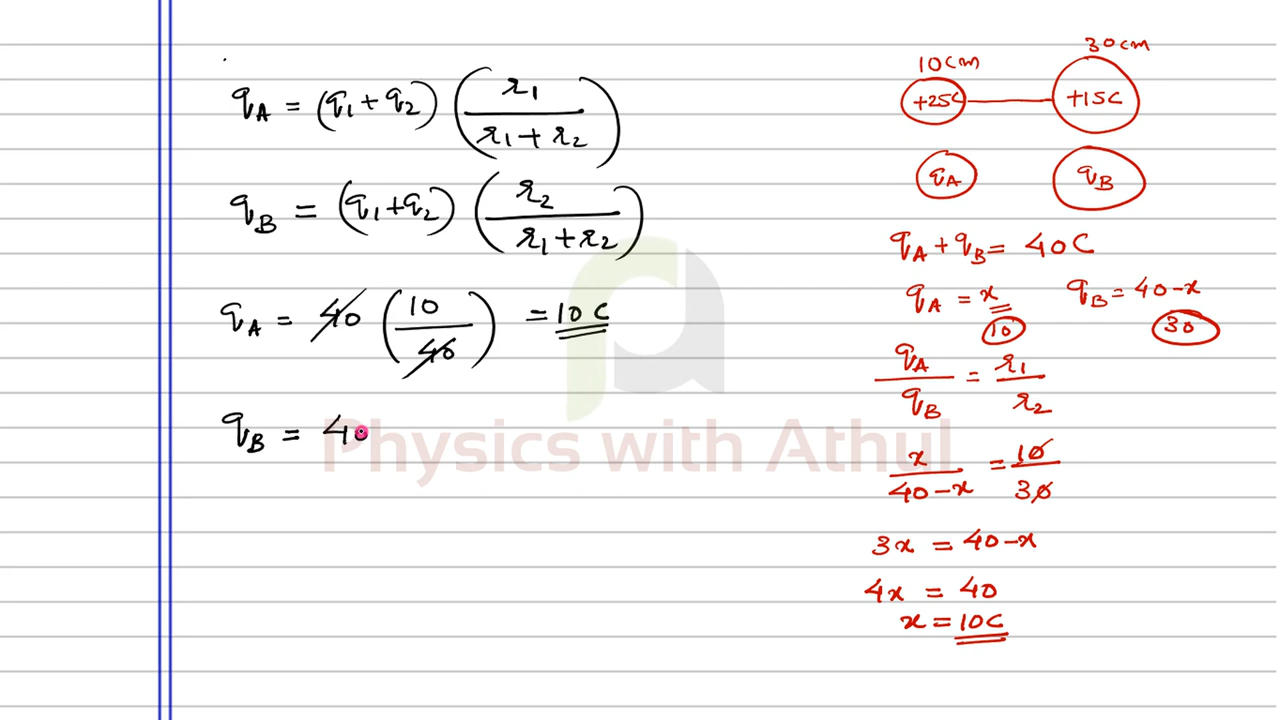 qA = (q1 + q2) (r1 / (r1 + r2))
qB = (q1 + q2) (r2 / (r1 + r2))
qA = 40 (10 / 40) = 10 C
qB = 40
Physics with Athul
10cm
30cm
+25C
+15C
qA
qB
qA + qB = 40C
qA = x
qB = 40-x
10
30
qA / qB = r1 / r2
x / (40-x) = 10 / 30
3x = 40-x
4x = 40
x = 10C